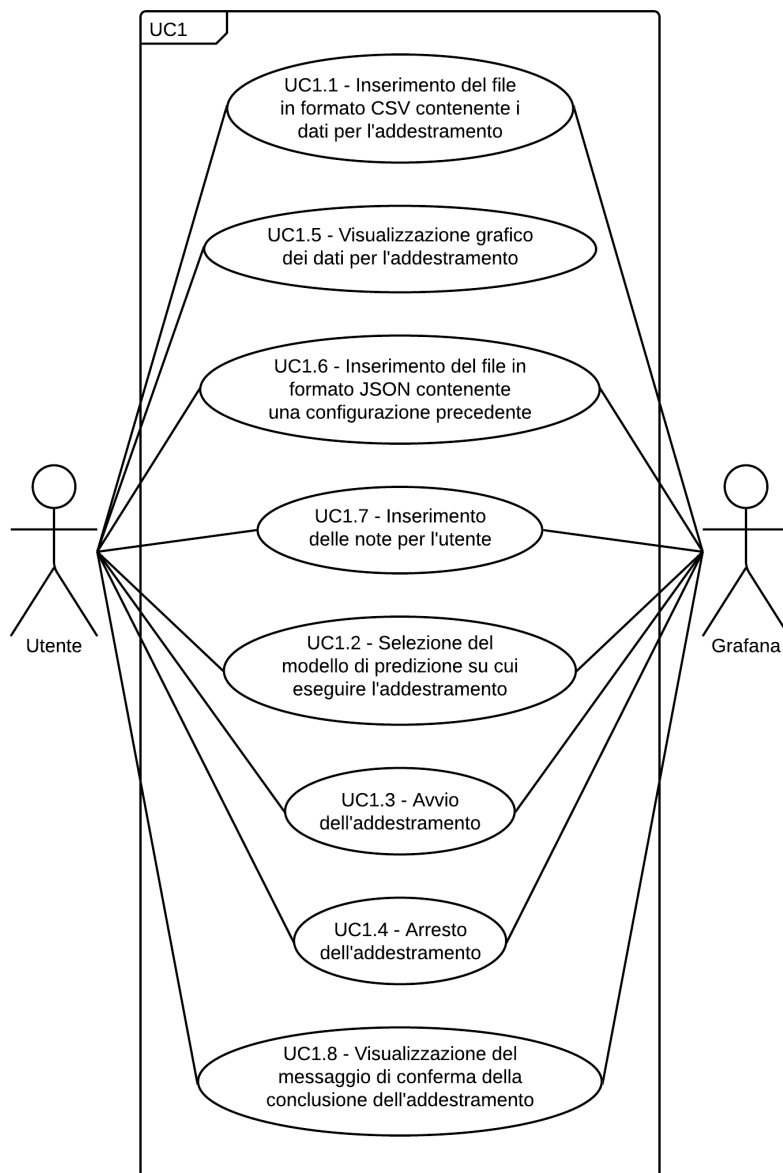 UC1
UC1.1 - Inserimento del file
in formato CSV contenente i
dati per l'addestramento
UC1.5 - Visualizzazione grafico
dei dati per l'addestramento
UC1.6 - Inserimento del file in
formato JSON contenente
una configurazione precedente
UC1.7 - Inserimento
delle note per l'utente
Utente
Grafana
UC1.2 - Selezione del
modello di predizione su cui
eseguire l'addestramento
UC1.3 - Avvio
dell'addestramento
UC1.4 - Arresto
dell'addestramento
UC1.8 - Visualizzazione del
messaggio di conferma della
conclusione dell'addestramento